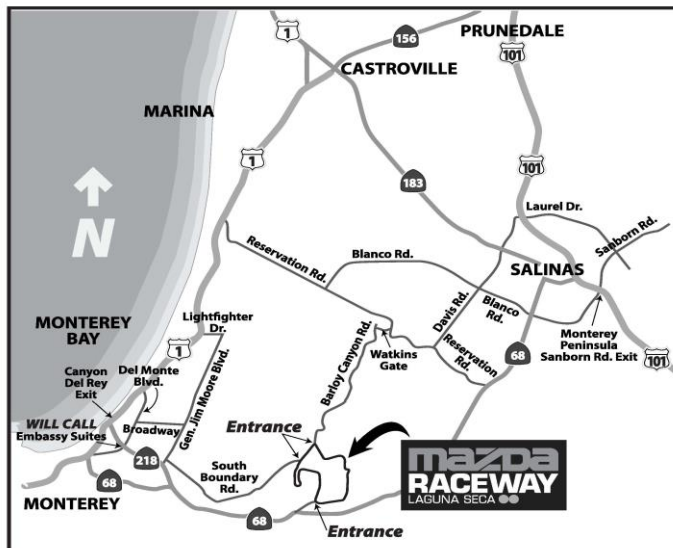 1
156
PRUNEDALE
101
CASTROVILLE
MARINA
1
101
183
Laurel Dr.
Sanborn Rd.
N
Reservation Rd.
Blanco Rd.
SALINAS
Davis Rd.
Blanco
Rd.
MONTEREY
BAY
Lightfighter
Dr.
1
Barloy Canyon Rd.
Watkins
Gate
Reservation
Rd.
68
Monterey
Peninsula
Sanborn Rd. Exit
101
Canyon
Del Rey
Exit
Del Monte
Blvd.
Gen. Jim Moore Blvd.
WILL CALL
Embassy Suites
Broadway
Entrance
218
68
South
Boundary
Rd.
MONTEREY
68
Entrance
mazda
RACEWAY
LAGUNA SECA